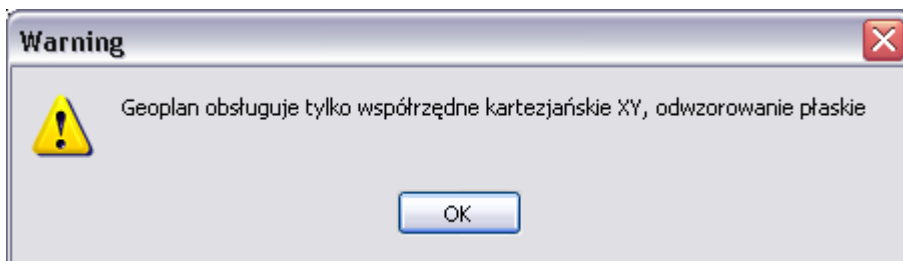 Warning
Geoplan obsługuje tylko współrzędne kartezjańskie XY, odwzorowanie płaskie
OK